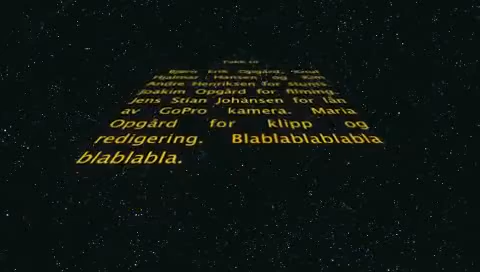 Takk til
Bjørn Erik Opgård, Knut
Hjalmar Hansen og Kim
Andre Henriksen for stunts.
Joakim Opgård for filming.
Jens Stian Johansen for lån
av GoPro kamera. Maria
Opgård for klipp og
redigering. Blablablablabla
blablabla.